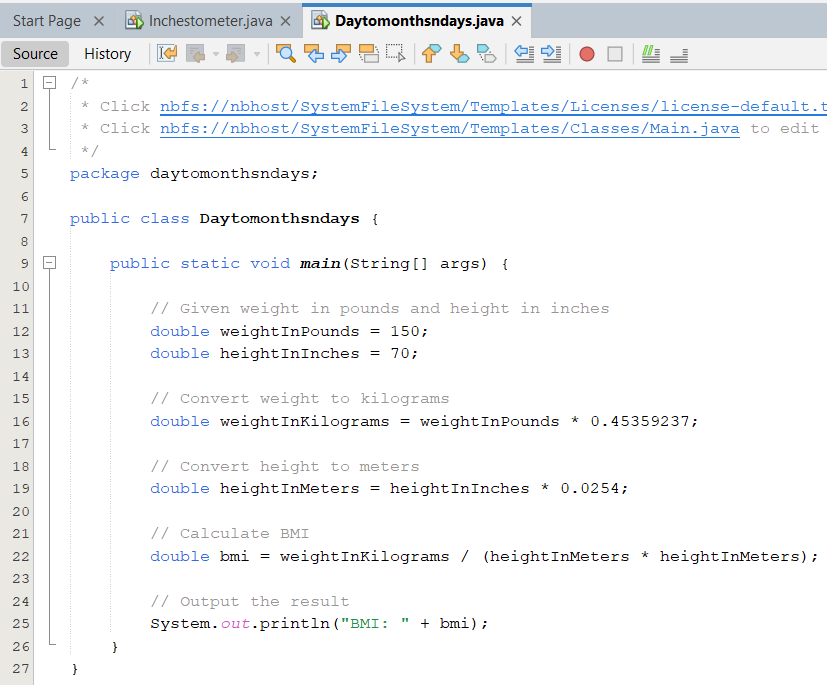 Start Page
Inchestometer.java
Daytomonthsndays.java
Source History
1 /*
2 * Click nbfs://nbhost/SystemFileSystem/Templates/Licenses/license-default.t
3 * Click nbfs://nbhost/SystemFileSystem/Templates/Classes/Main.java to edit
4 */
5 package daytomonthsndays;
6
7 public class Daytomonthsndays {
8
9 public static void main(String[] args) {
10
11 // Given weight in pounds and height in inches
12 double weightInPounds = 150;
13 double heightInInches = 70;
14
15 // Convert weight to kilograms
16 double weightInKilograms = weightInPounds * 0.45359237;
17
18 // Convert height to meters
19 double heightInMeters = heightInInches * 0.0254;
20
21 // Calculate BMI
22 double bmi = weightInKilograms / (heightInMeters * heightInMeters);
23
24 // Output the result
25 System.out.println("BMI: " + bmi);
26 }
27 }